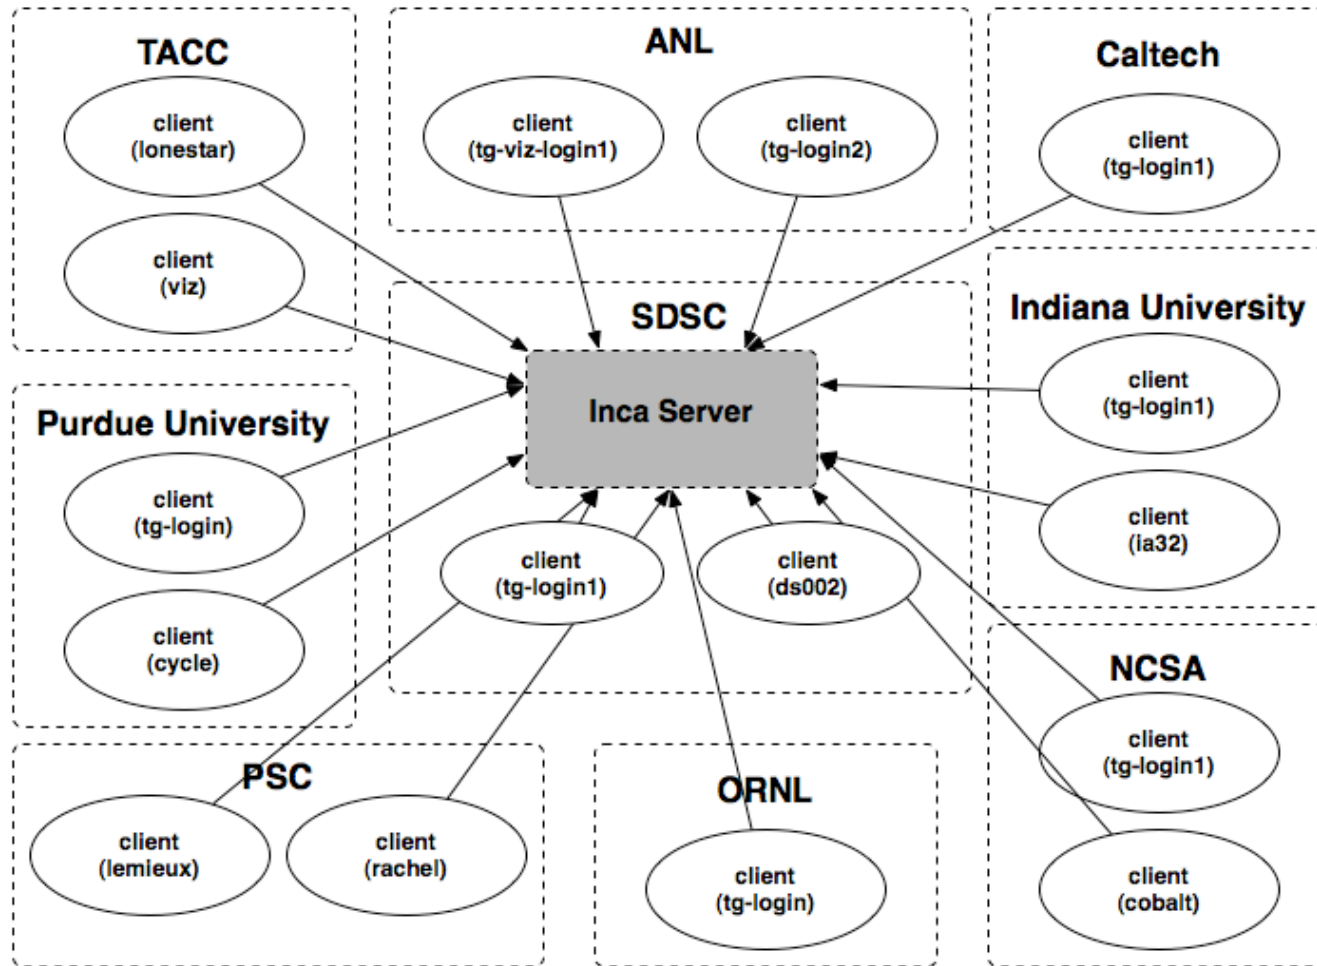 TACC
client
(lonestar)
client
(viz)
ANL
client
(tg-viz-login1)
client
(tg-login2)
Caltech
client
(tg-login1)
SDSC
Inca Server
client
(tg-login1)
client
(ds002)
Indiana University
client
(tg-login1)
client
(ia32)
Purdue University
client
(tg-login)
client
(cycle)
NCSA
client
(tg-login1)
client
(cobalt)
PSC
client
(lemieux)
client
(rachel)
ORNL
client
(tg-login)